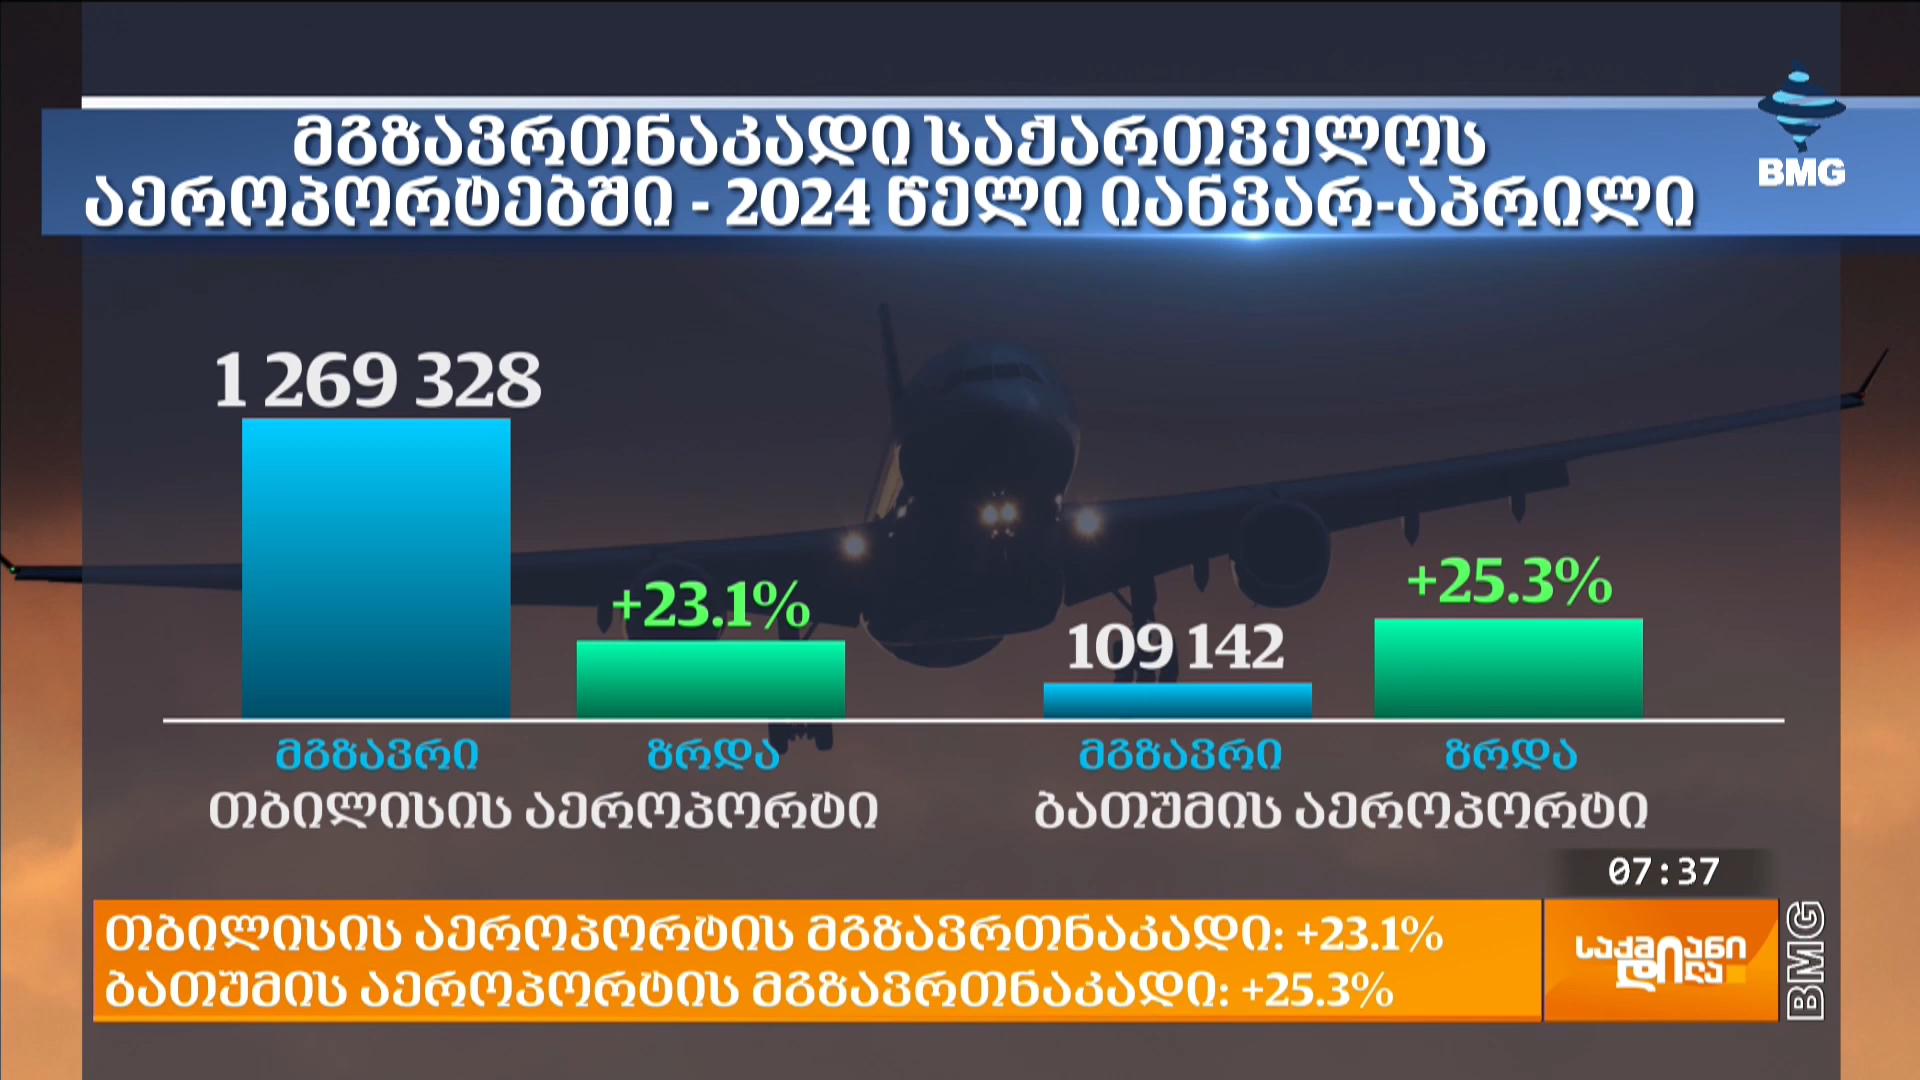 მგზავრთნაკადი საქართველოს
აეროპორტებში - 2024 წელი იანვარ-აპრილი
BMG
1 269 328
+23.1%
109 142
+25.3%
მგზავრი
ზრდა
მგზავრი
ზრდა
თბილისის აეროპორტი
ბათუმის აეროპორტი
07:37
თბილისის აეროპორტის მგზავრთნაკადი: +23.1%
ბათუმის აეროპორტის მგზავრთნაკადი: +25.3%
საქმიანი
დილა
BMG